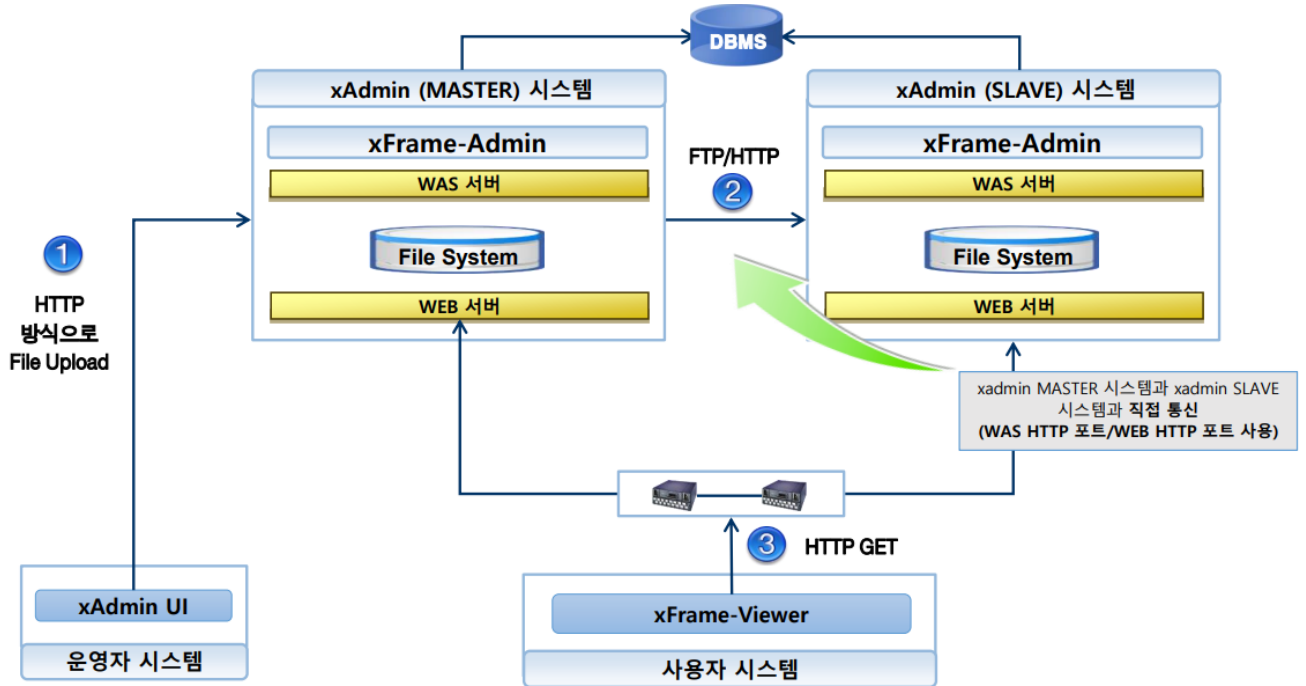 DBMS
xAdmin (MASTER) 시스템
xFrame-Admin
WAS 서버
File System
WEB 서버
FTP/HTTP
2
xAdmin (SLAVE) 시스템
xFrame-Admin
WAS 서버
File System
WEB 서버
1
HTTP
방식으로
File Upload
xadmin MASTER 시스템과 xadmin SLAVE
시스템과 직접 통신
(WAS HTTP 포트/WEB HTTP 포트 사용)
3
HTTP GET
xAdmin UI
운영자 시스템
xFrame-Viewer
사용자 시스템